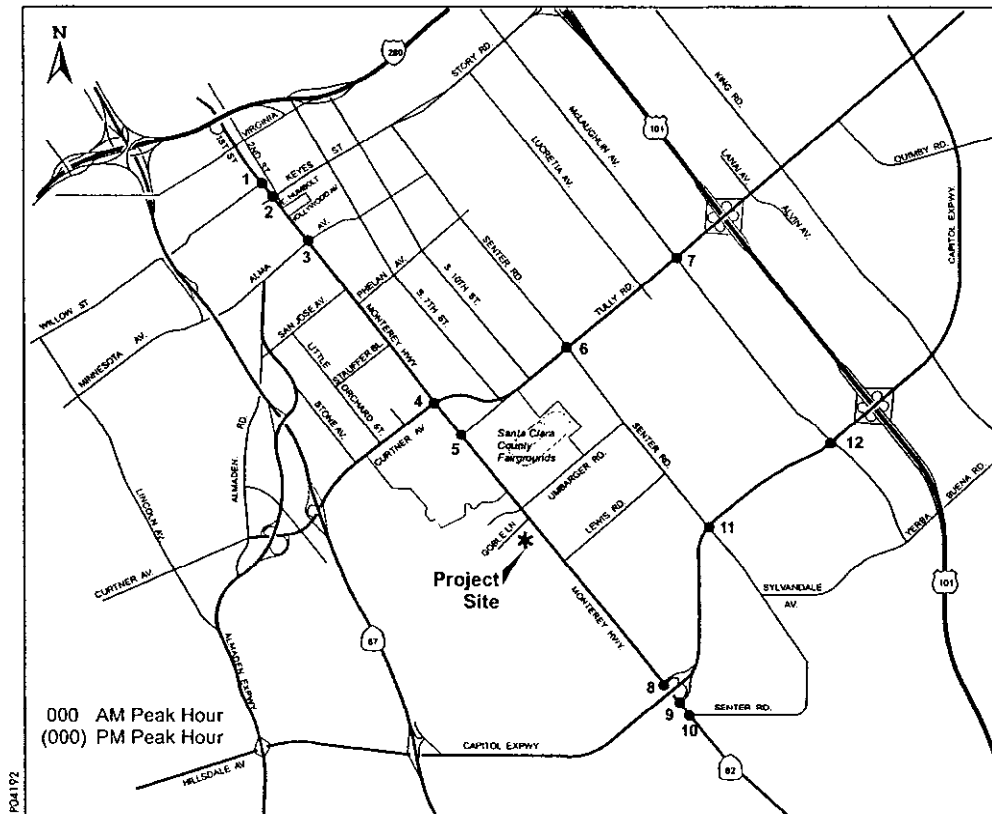 N
280
STORY RD.
VIRGINIA
1ST ST
2ND ST
KEYES ST
KING RD.
MCLAUGHLIN AV.
101
LUCRETIA AV.
LANAI AV.
QUIMBY RD.
ALVIN AV.
CAPITOL EXPWY.
1
2
HUMBOLT
HOLLYWOOD AV
3
ALMA
AV.
PHELAN AV.
SENTER RD.
S. 10TH ST.
S. 7TH ST.
7
TULLY RD.
WILLOW ST
SAN JOSE AV.
MONTEREY HWY
MINNESOTA AV.
LITTLE ORCHARD ST.
STAUFFER BL.
STONE AV.
6
4
5
CURTNER AV
Santa Clara
County
Fairgrounds
SENTER RD.
12
ALMADEN RD
LINCOLN AV.
UMBARGER RD.
LEWIS RD.
GOBLE LN
YERBA BUENA RD.
11
Project
Site
CURTNER AV.
SYLVANDALE
AV.
101
MONTEREY HWY.
87
ALMADEN EXPWY
8
9
10
SENTER RD.
000 AM Peak Hour
(000) PM Peak Hour
CAPITOL EXPWY
HILLSDALE AV
82
P04192